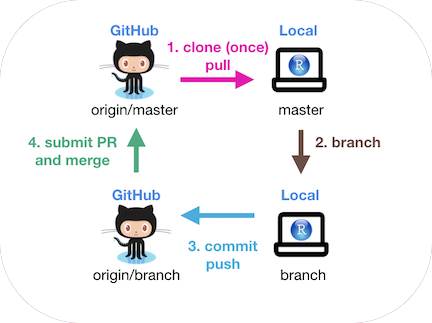 GitHub
Local
1. clone (once)
pull
R
origin/master
master
4. submit PR
and merge
2. branch
GitHub
Local
3. commit
push
R
origin/branch
branch